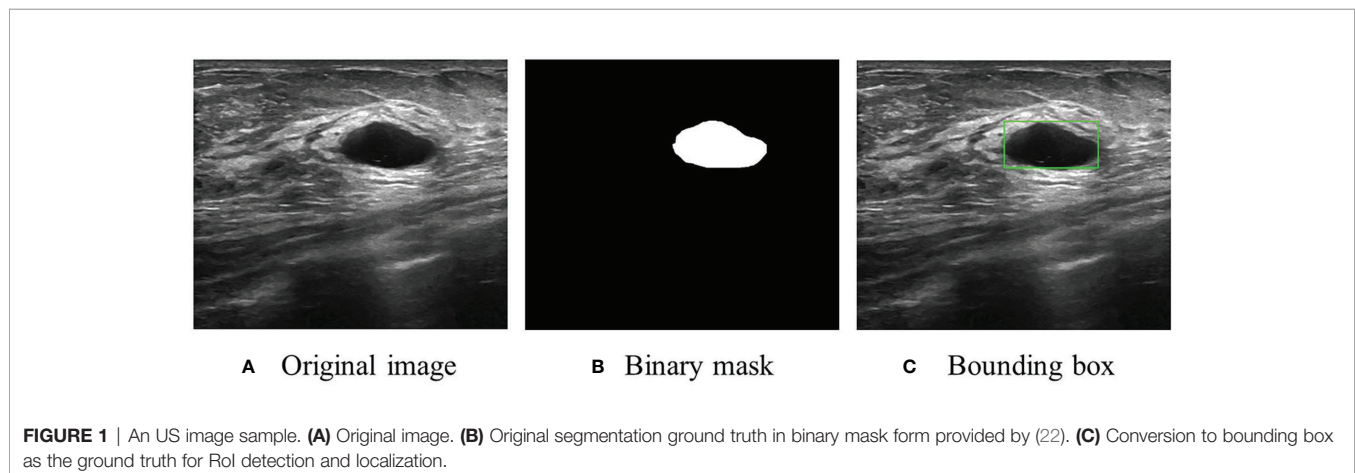 A Original image B Binary mask C Bounding box
FIGURE 1 | An US image sample. (A) Original image. (B) Original segmentation ground truth in binary mask form provided by (22). (C) Conversion to bounding box
as the ground truth for RoI detection and localization.